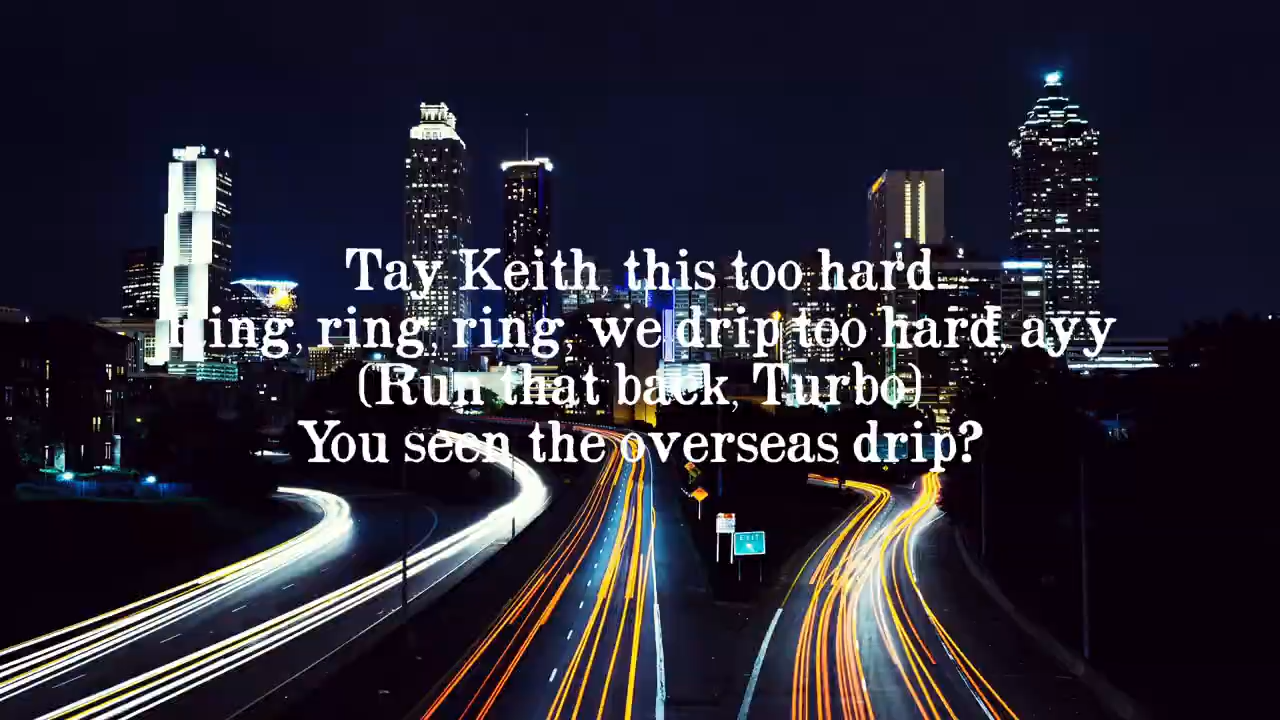 Tay Keith, this too hard
Ring, ring, ring, we drip too hard, ayy
(Run that back, Turbo)
You seen the overseas drip?
EXIT